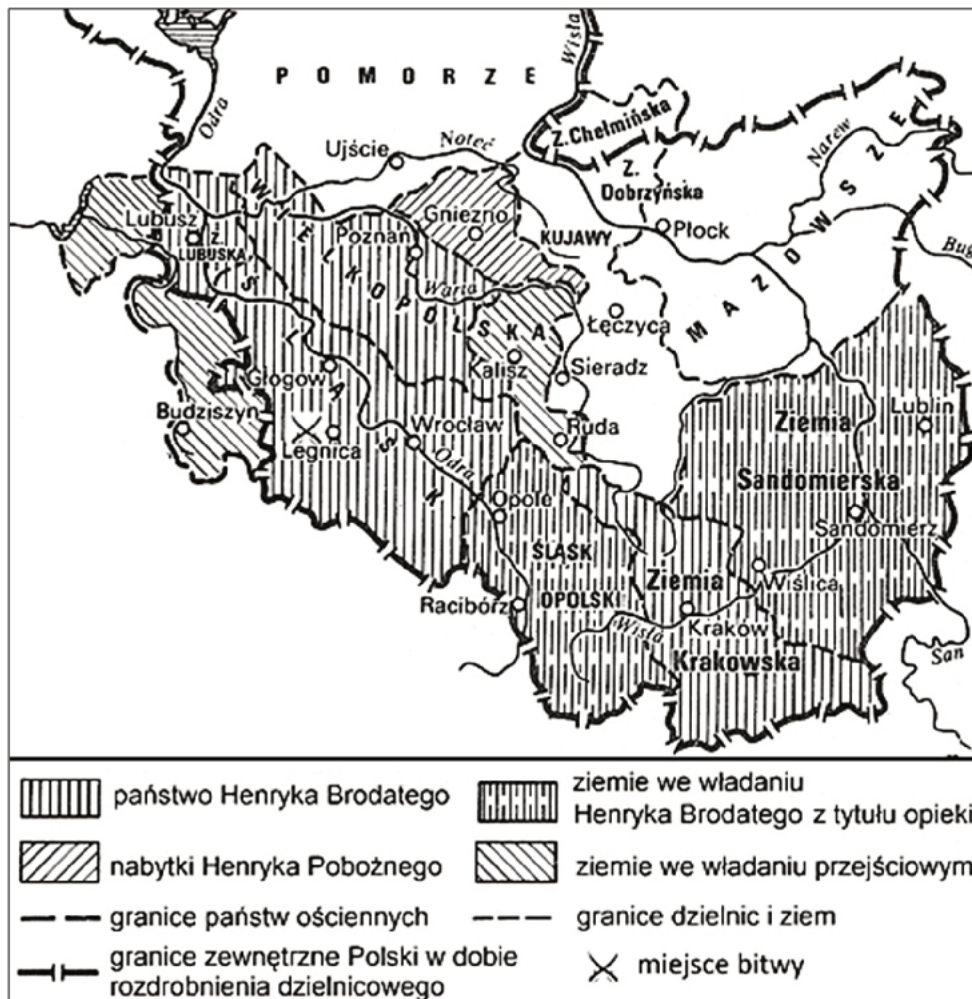 POMORZE
Wisła
Odra
Z. Chełmińska
Ujście
Noteć
Narew
Z. Dobrzyńska
Lubusz
Z. LUBUSKA
WIELKOPOLSKA
Gniezno
Poznań
KUJAWY
Płock
MAZOWSZE
Bug
Warta
Łęczyca
ŚLĄSK
Głogów
Kalisz
Sieradz
Budziszyn
Legnica
Wrocław
Ruda
Ziemia
Lublin
Odra
Sandomierska
Opole
Sandomierz
ŚLĄSK
OPOLSKI
Ziemia
Wiślica
Racibórz
Wisła
Kraków
Krakowska
San
państwo Henryka Brodatego
ziemie we władaniu
Henryka Brodatego z tytułu opieki
nabytki Henryka Pobożnego
ziemie we władaniu przejściowym
granice państw ościennych
granice dzielnic i ziem
granice zewnętrzne Polski w dobie
rozdrobnienia dzielnicowego
miejsce bitwy